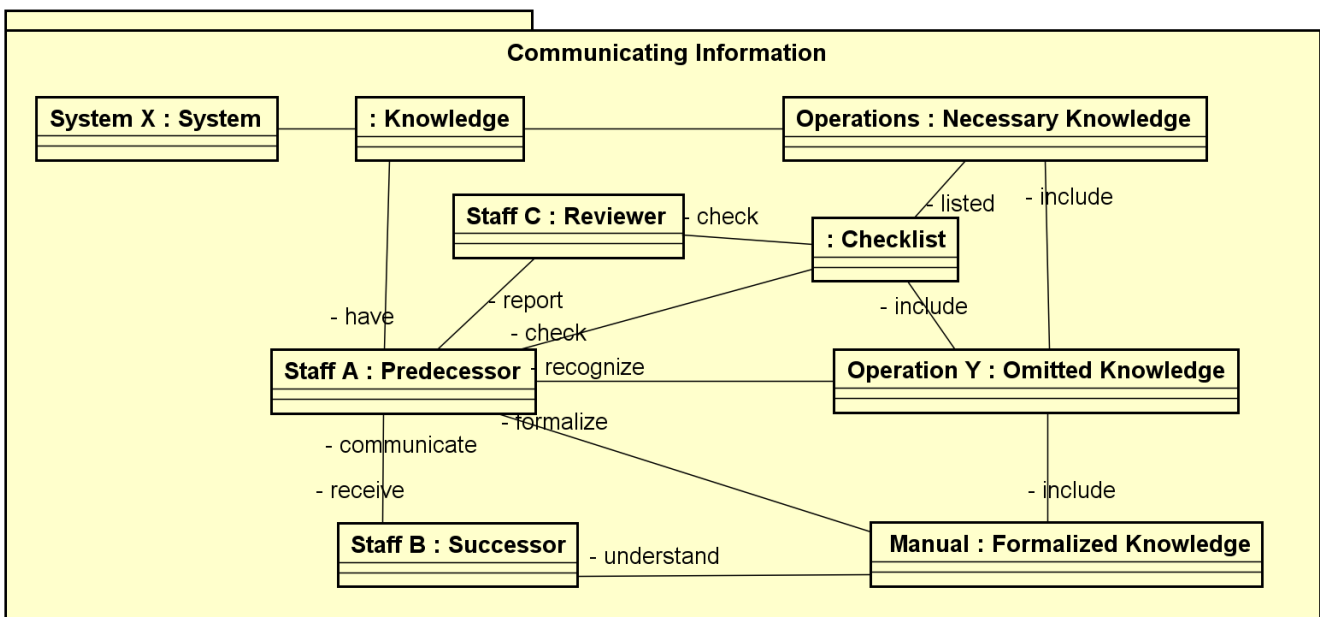 Communicating Information
System X : System
: Knowledge
Operations : Necessary Knowledge
Staff C : Reviewer
- check
- listed
- include
: Checklist
- report
- include
- have
- check
Staff A : Predecessor
- recognize
Operation Y : Omitted Knowledge
- formalize
- communicate
- receive
- include
Staff B : Successor
- understand
Manual : Formalized Knowledge